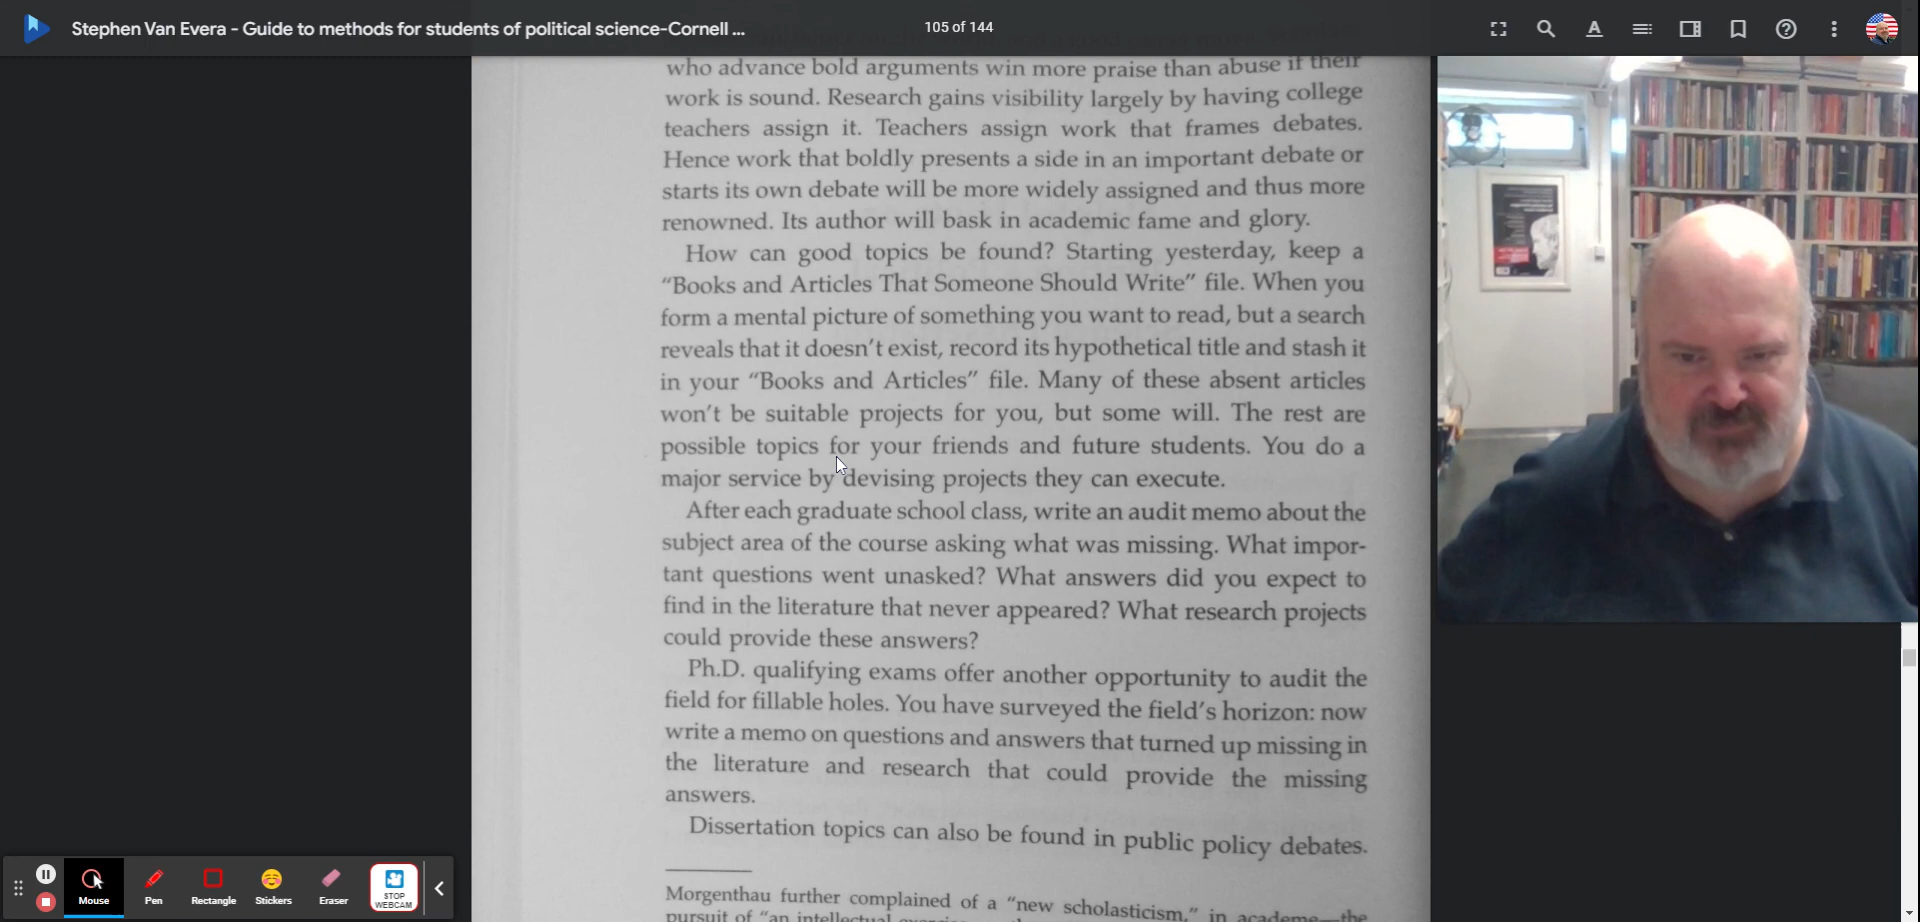 Stephen Van Evera - Guide to methods for students of political science-Cornell ...
105 of 144
who advance bold arguments win more praise than abuse if their
work is sound. Research gains visibility largely by having college
teachers assign it. Teachers assign work that frames debates.
Hence work that boldly presents a side in an important debate or
starts its own debate will be more widely assigned and thus more
renowned. Its author will bask in academic fame and glory.
How can good topics be found? Starting yesterday, keep a
“Books and Articles That Someone Should Write” file. When you
form a mental picture of something you want to read, but a search
reveals that it doesn’t exist, record its hypothetical title and stash it
in your “Books and Articles” file. Many of these absent articles
won’t be suitable projects for you, but some will. The rest are
possible topics for your friends and future students. You do a
major service by devising projects they can execute.
After each graduate school class, write an audit memo about the
subject area of the course asking what was missing. What impor-
tant questions went unasked? What answers did you expect to
find in the literature that never appeared? What research projects
could provide these answers?
Ph.D. qualifying exams offer another opportunity to audit the
field for fillable holes. You have surveyed the field’s horizon: now
write a memo on questions and answers that turned up missing in
the literature and research that could provide the missing
answers.
Dissertation topics can also be found in public policy debates.
Morgenthau further complained of a “new scholasticism,” in academe—the
pursuit of “an intellectual
Mouse
Pen
Rectangle
Stickers
Eraser
STOP
WEBCAM